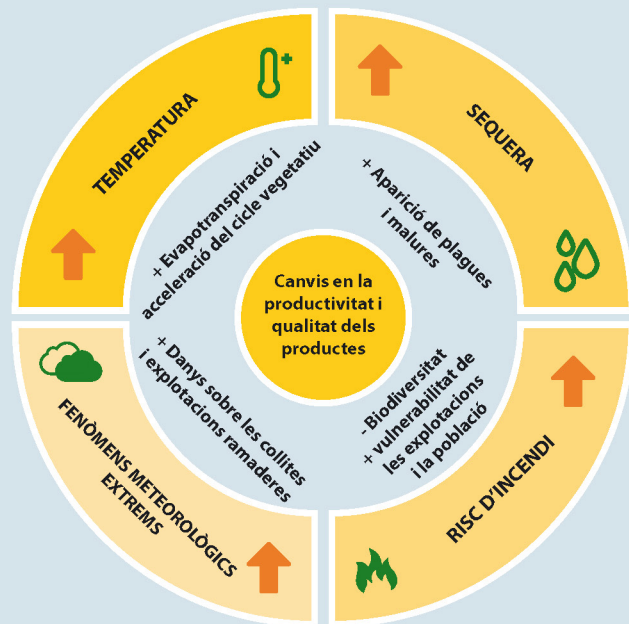 TEMPERATURA
+ Evapotranspiració i
acceleració del cicle vegetatiu
SEQUERA
+ Aparició de plagues
i malures
Canvis en la
productivitat i
qualitat dels
productes
FENÒMENS METEOROLÒGICS
EXTREMS
+ Danys sobre les collites
i explotacions ramaderes
- Biodiversitat
+ vulnerabilitat de
les explotacions
i la població
RISC D'INCENDI